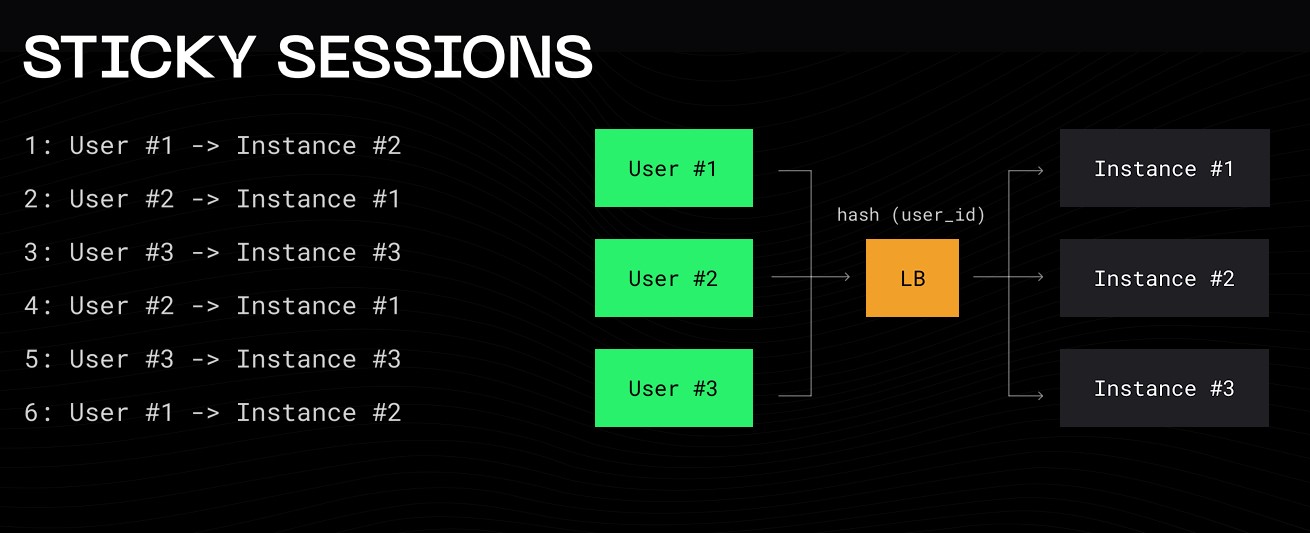 STICKY SESSIONS
1: User #1 -> Instance #2
2: User #2 -> Instance #1
3: User #3 -> Instance #3
4: User #2 -> Instance #1
5: User #3 -> Instance #3
6: User #1 -> Instance #2
User #1
User #2
User #3
hash (user_id)
LB
Instance #1
Instance #2
Instance #3